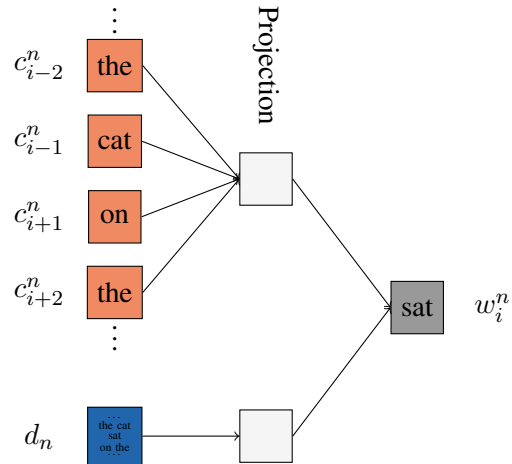 ⋮
c^n_{i−2} the
c^n_{i−1} cat
c^n_{i+1} on
c^n_{i+2} the
⋮
Projection
sat w^n_i
d_n
...
the cat
sat
on the
...